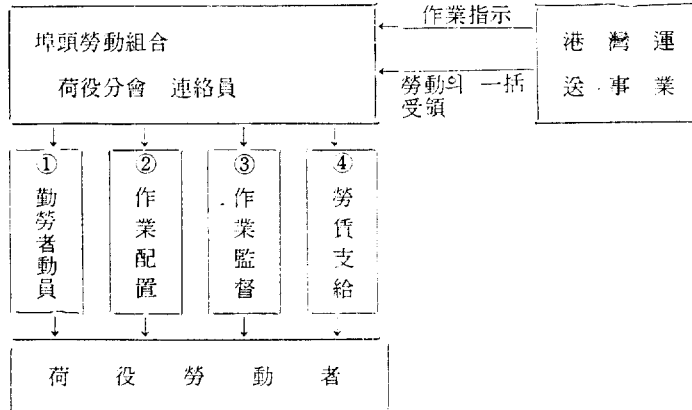 作業指示
埠頭勞動組合
荷役分會 連絡員
港灣運
送事業
勞動의 一括
受領
① 勤勞者動員
② 作業配置
③ 作業監督
④ 勞賃支給
荷役勞動者